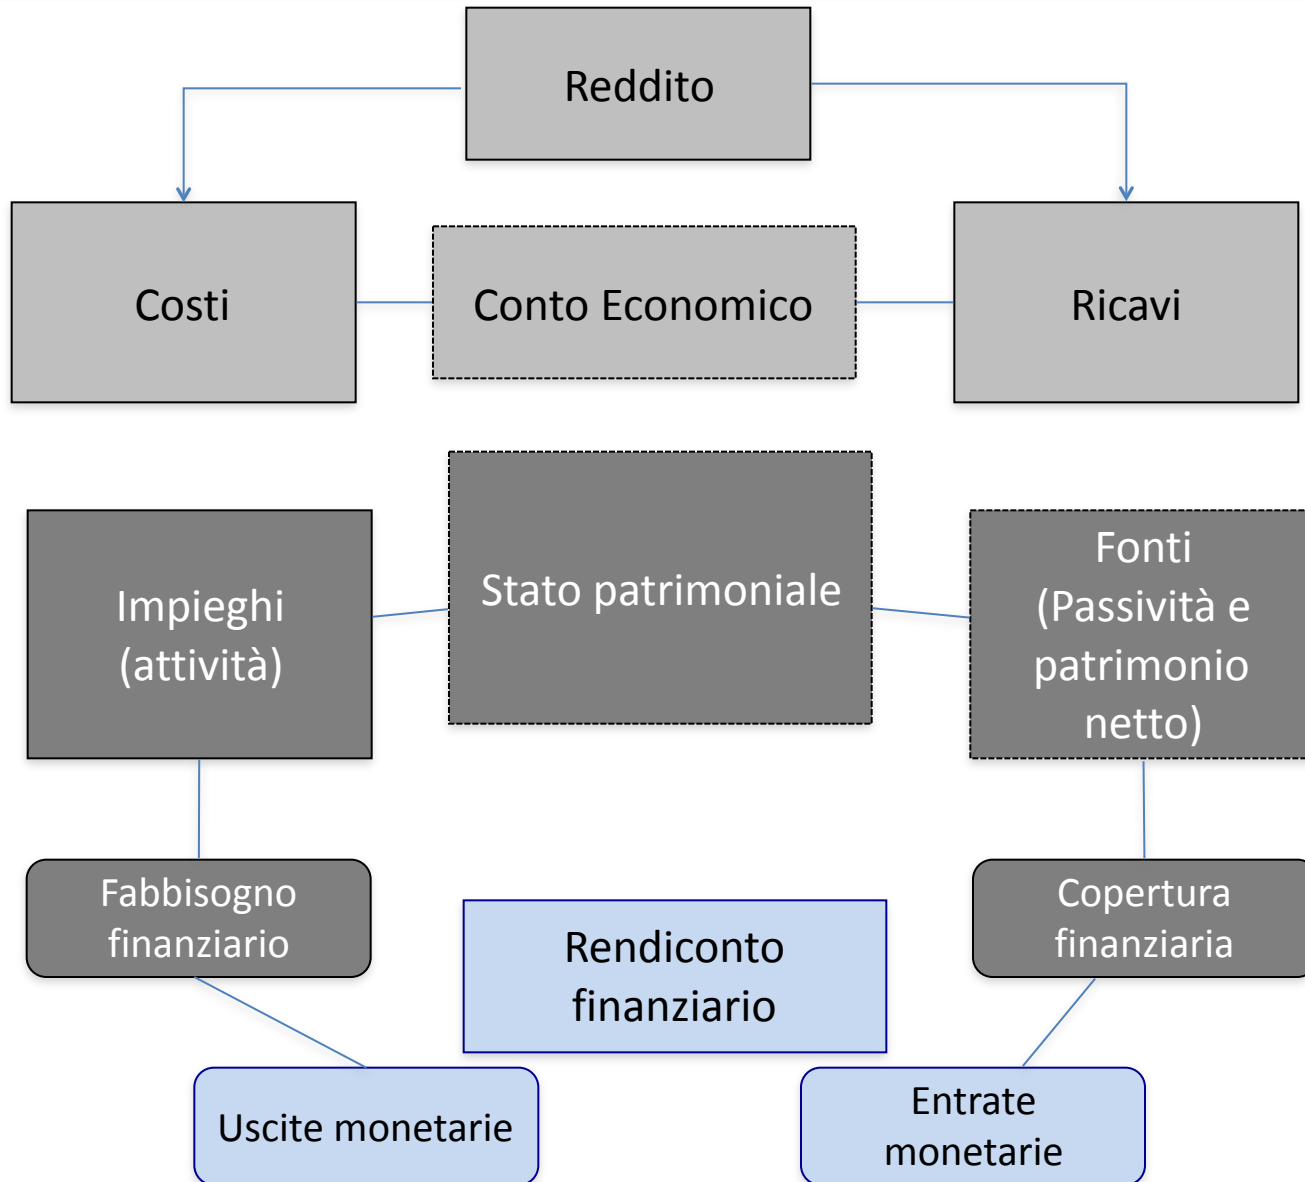 Reddito
Costi
Conto Economico
Ricavi
Impieghi
(attività)
Stato patrimoniale
Fonti
(Passività e
patrimonio
netto)
Fabbisogno
finanziario
Rendiconto
finanziario
Copertura
finanziaria
Uscite monetarie
Entrate
monetarie